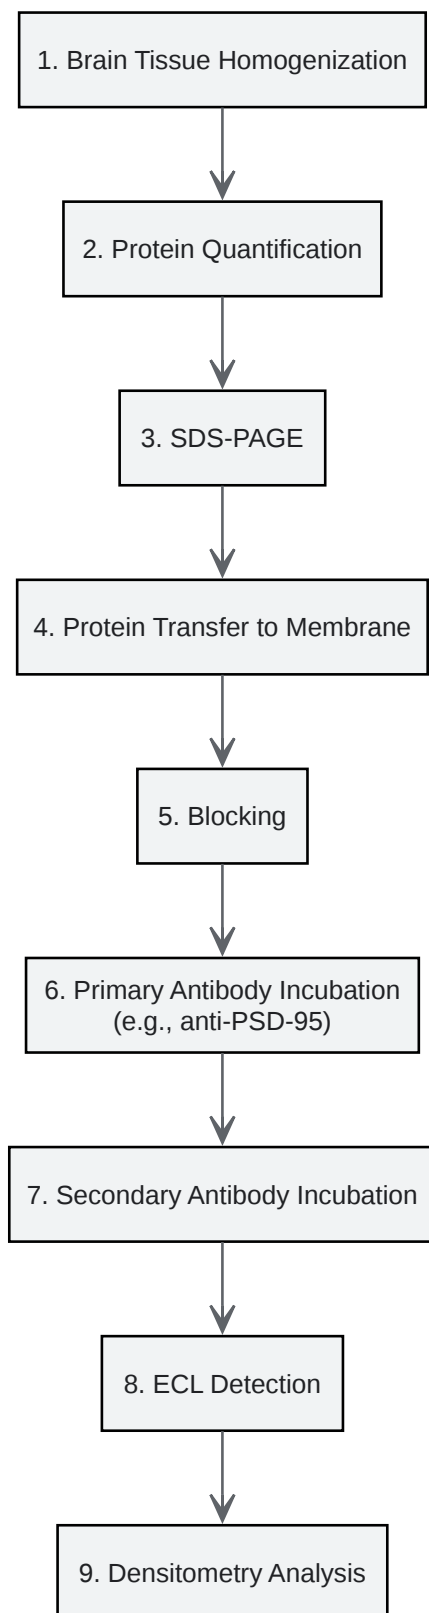 1. Brain Tissue Homogenization
2. Protein Quantification
3. SDS-PAGE
4. Protein Transfer to Membrane
5. Blocking
6. Primary Antibody Incubation
(e.g., anti-PSD-95)
7. Secondary Antibody Incubation
8. ECL Detection
9. Densitometry Analysis